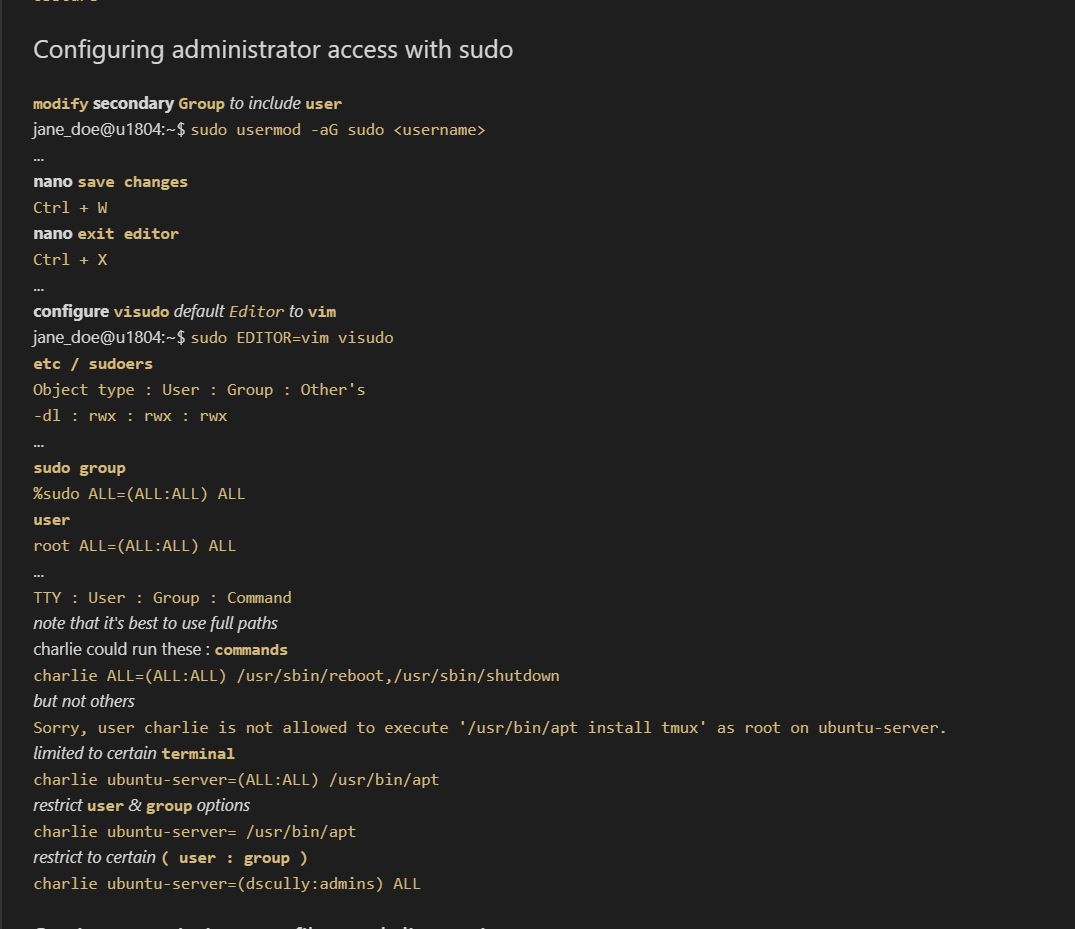 Configuring administrator access with sudo
modify secondary Group to include user
jane_doe@u1804:~$ sudo usermod -aG sudo <username>
...
nano save changes
Ctrl + W
nano exit editor
Ctrl + X
...
configure visudo default Editor to vim
jane_doe@u1804:~$ sudo EDITOR=vim visudo
etc / sudoers
Object type : User : Group : Other's
-dl : rwx : rwx : rwx
...
sudo group
%sudo ALL=(ALL:ALL) ALL
user
root ALL=(ALL:ALL) ALL
...
TTY : User : Group : Command
note that it's best to use full paths
charlie could run these : commands
charlie ALL=(ALL:ALL) /usr/sbin/reboot,/usr/sbin/shutdown
but not others
Sorry, user charlie is not allowed to execute '/usr/bin/apt install tmux' as root on ubuntu-server.
limited to certain terminal
charlie ubuntu-server=(ALL:ALL) /usr/bin/apt
restrict user & group options
charlie ubuntu-server= /usr/bin/apt
restrict to certain ( user : group )
charlie ubuntu-server=(dscully:admins) ALL